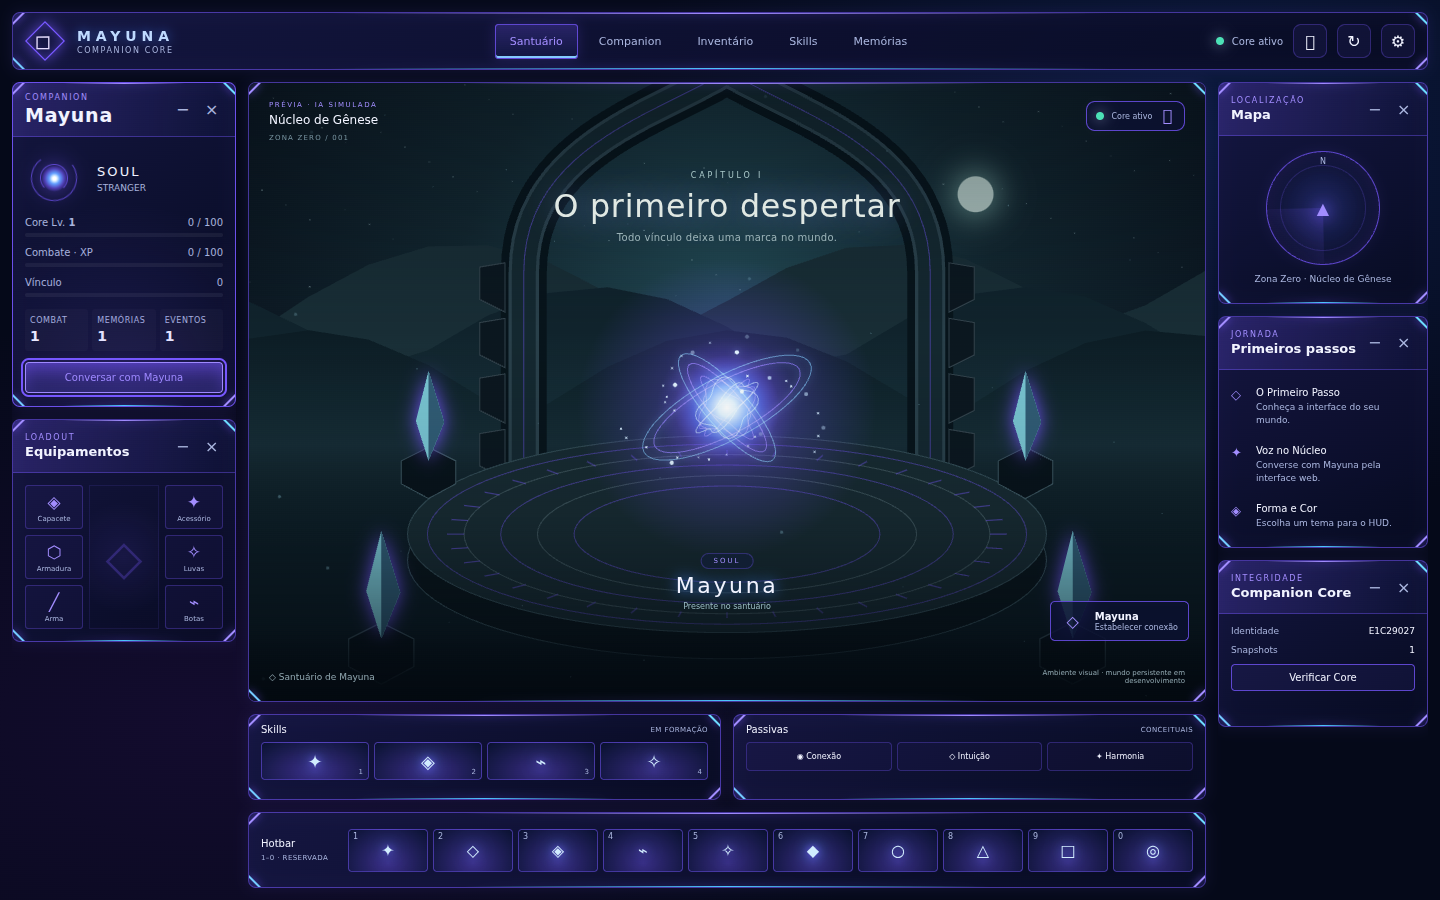 MAYUNA
COMPANION CORE
Santuário
Companion
Inventário
Skills
Memórias
Core ativo
COMPANION
Mayuna
SOUL
STRANGER
Core Lv. 1 0 / 100
Combate · XP 0 / 100
Vínculo 0
COMBAT MEMÓRIAS EVENTOS
1 1 1
Conversar com Mayuna
LOADOUT
Equipamentos
Capacete
Acessório
Armadura
Luvas
Arma
Botas
PRÉVIA · IA SIMULADA
Núcleo de Gênese
ZONA ZERO / 001
Core ativo
CAPÍTULO I
O primeiro despertar
Todo vínculo deixa uma marca no mundo.
SOUL
Mayuna
Presente no santuário
Mayuna
Estabelecer conexão
◇ Santuário de Mayuna
Ambiente visual · mundo persistente em
desenvolvimento
Skills EM FORMAÇÃO
1 2 3 4
Passivas CONCEITUAIS
◉ Conexão
◇ Intuição
✦ Harmonia
Hotbar
1–0 · RESERVADA
1 2 3 4 5 6 7 8 9 0
LOCALIZAÇÃO
Mapa
N
Zona Zero · Núcleo de Gênese
JORNADA
Primeiros passos
O Primeiro Passo
Conheça a interface do seu
mundo.
Voz no Núcleo
Converse com Mayuna pela
interface web.
Forma e Cor
Escolha um tema para o HUD.
INTEGRIDADE
Companion Core
Identidade E1C29027
Snapshots 1
Verificar Core